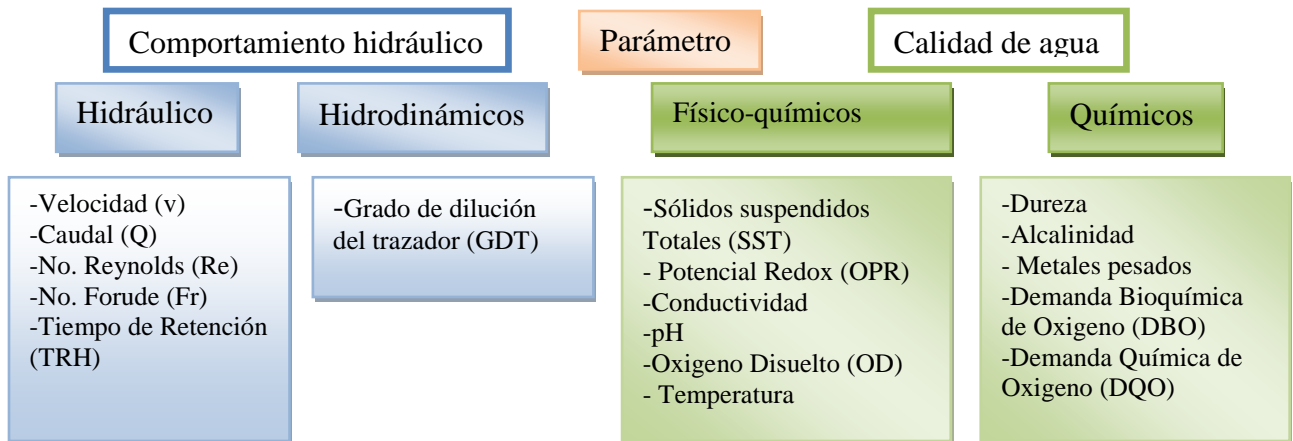 Comportamiento hidráulico
Parámetro
Calidad de agua
Hidráulico
Hidrodinámicos
Físico-químicos
Químicos
-Velocidad (v)
-Caudal (Q)
-No. Reynolds (Re)
-No. Forude (Fr)
-Tiempo de Retención
(TRH)
-Grado de dilución
del trazador (GDT)
-Sólidos suspendidos
Totales (SST)
- Potencial Redox (OPR)
-Conductividad
-pH
-Oxigeno Disuelto (OD)
- Temperatura
-Dureza
-Alcalinidad
- Metales pesados
-Demanda Bioquímica
de Oxigeno (DBO)
-Demanda Química de
Oxigeno (DQO)